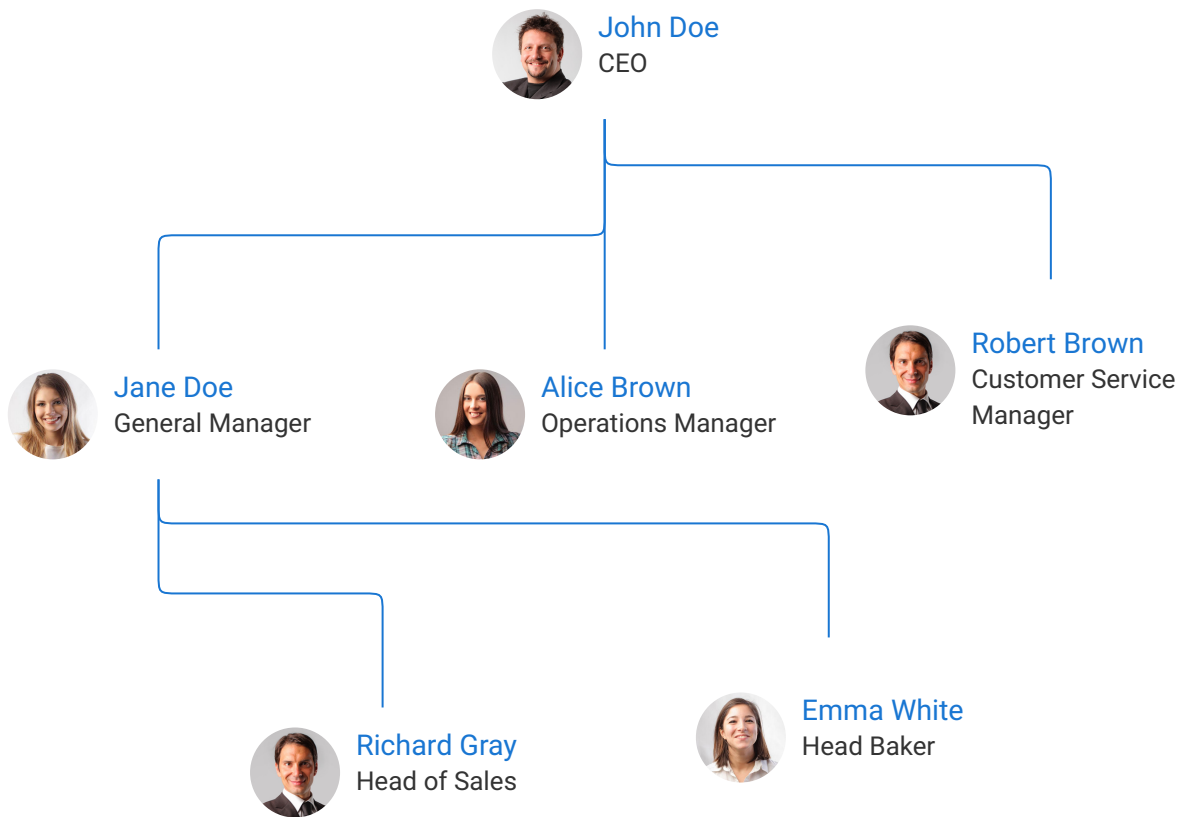 John Doe
CEO
Jane Doe
General Manager
Alice Brown
Operations Manager
Robert Brown
Customer Service
Manager
Richard Gray
Head of Sales
Emma White
Head Baker